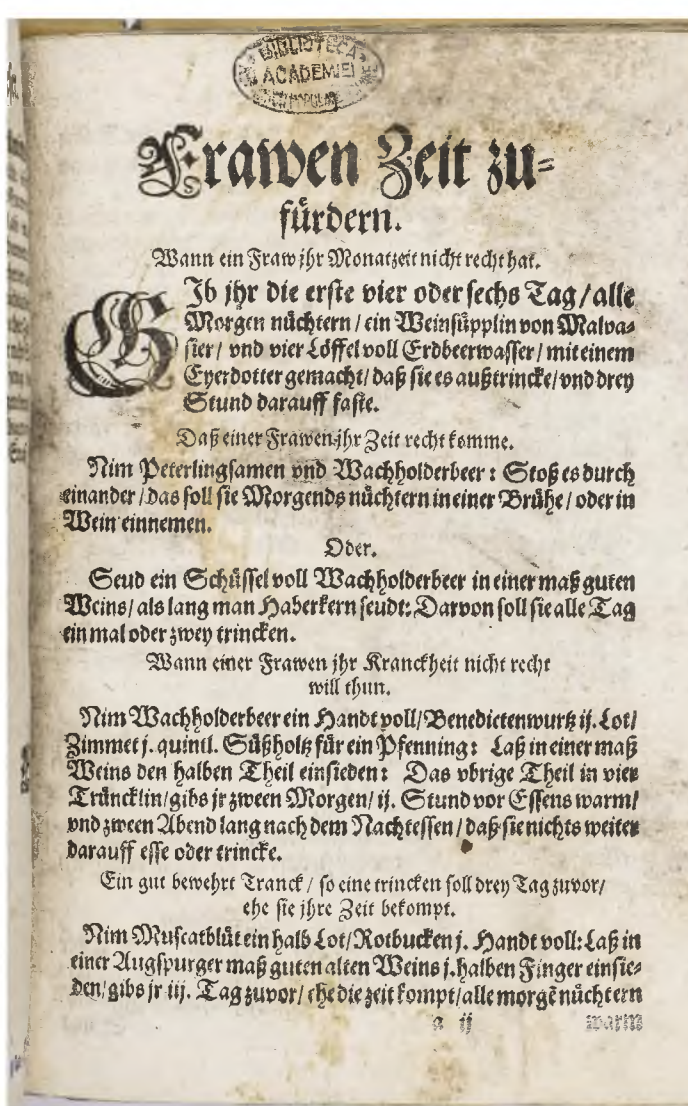 BIBLIOTECA
ACADEMIEI
Frawen Zeit zu-
fürdern.
Wann ein Fraw jhr Monatzeit nicht recht hat.
GIb jhr die erste vier oder sechs Tag / alle
Morgen nüchtern / ein Weinsüpplin von Malva-
sier / vnd vier Löffel voll Erdbeerwasser / mit einem
Eyerdotter gemacht / daß sie es außtrincke / vnd drey
Stund darauff faste.
Daß einer Frawen jhr Zeit recht komme.
Nim Peterlingsamen vnd Wachholderbeer : Stoß es durch
einander / das soll sie Morgends nüchtern in einer Brühe / oder in
Wein einnemen.
Oder.
Seud ein Schüssel voll Wachholderbeer in einer maß guten
Weins / als lang man Haberkern seudt: Darvon soll sie alle Tag
ein mal oder zwey trincken.
Wann einer Frawen jhr Kranckheit nicht recht
will thun.
Nim Wachholderbeer ein Handt voll / Benedictenwurtz ij. Lot /
Zimmet j. quintl. Süßholtz für ein Pfenning : Laß in einer maß
Weins den halben Theil einsieden : Das vbrige Theil in vier
Träncklin / gibs jr zween Morgen / ij. Stund vor Essens warm /
vnd zween Abend lang nach dem Nachtessen / daß sie nichts weiter
darauff esse oder trincke.
Ein gut bewehrt Tranck / so eine trincken soll drey Tag zuvor /
ehe sie jhre Zeit bekompt.
Nim Muscatblüt ein halb Lot / Rotbucken j. Handt voll: Laß in
einer Augspurger maß guten alten Weins j. halben Finger einsie-
den / gibs jr iij. Tag zuvor / ehe die zeit kompt / alle morgē nüchtern
a ij warm